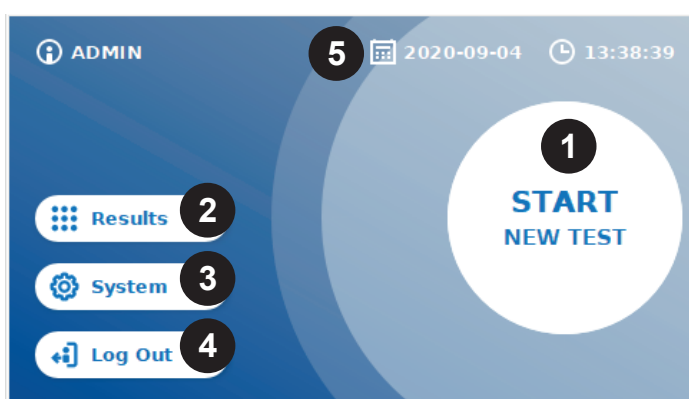 ADMIN 5 2020-09-04 13:38:39
1
START
NEW TEST
Results 2
System 3
Log Out 4